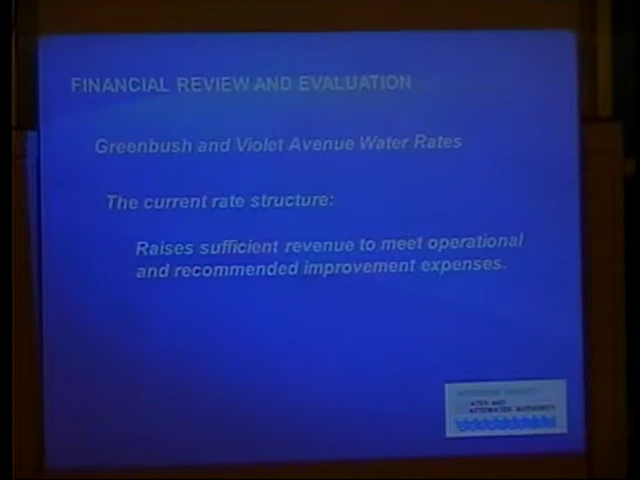 FINANCIAL REVIEW AND EVALUATION
Greenbush and Violet Avenue Water Rates
The current rate structure:
Raises sufficient revenue to meet operational
and recommended improvement expenses.
AUTHORITY